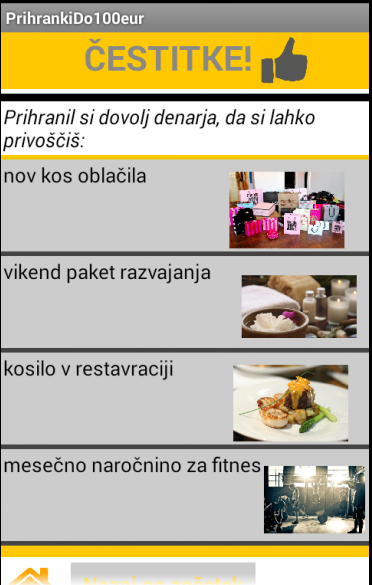 PrihrankiDo100eur
ČESTITKE!
Prihranil si dovolj denarja, da si lahko
privoščiš:
nov kos oblačila
vikend paket razvajanja
kosilo v restavraciji
mesečno naročnino za fitnes